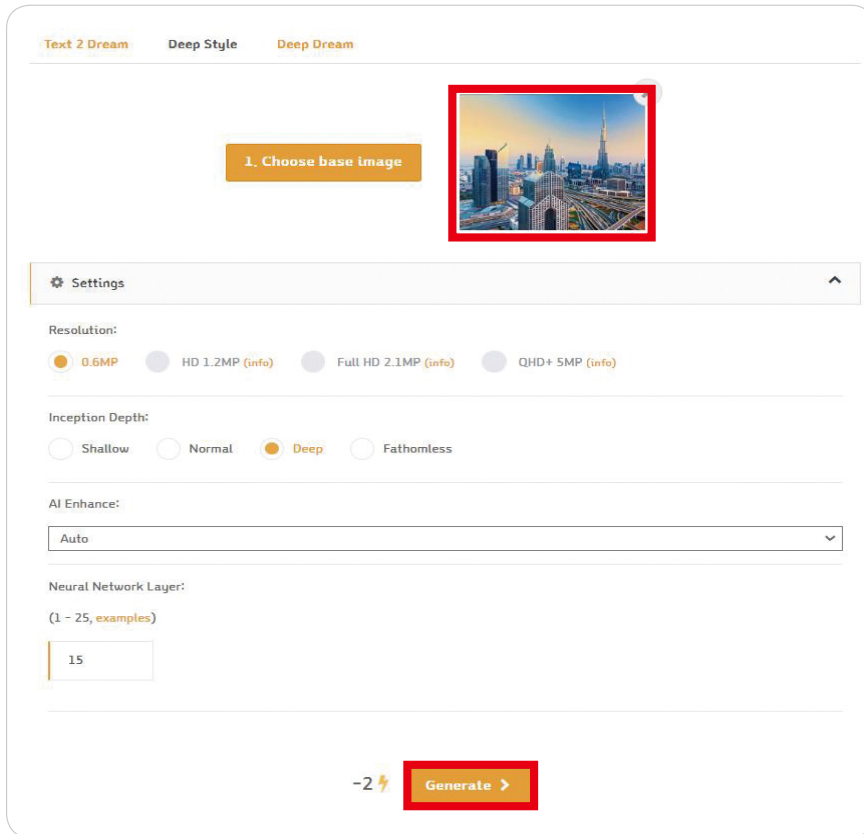 Text 2 Dream Deep Style Deep Dream
1. Choose base image
Settings
Resolution:
0.6MP HD 1.2MP (info) Full HD 2.1MP (info) QHD+ 5MP (info)
Inception Depth:
Shallow Normal Deep Fathomless
AI Enhance:
Auto
Neural Network Layer:
(1 - 25, examples)
15
-2 Generate